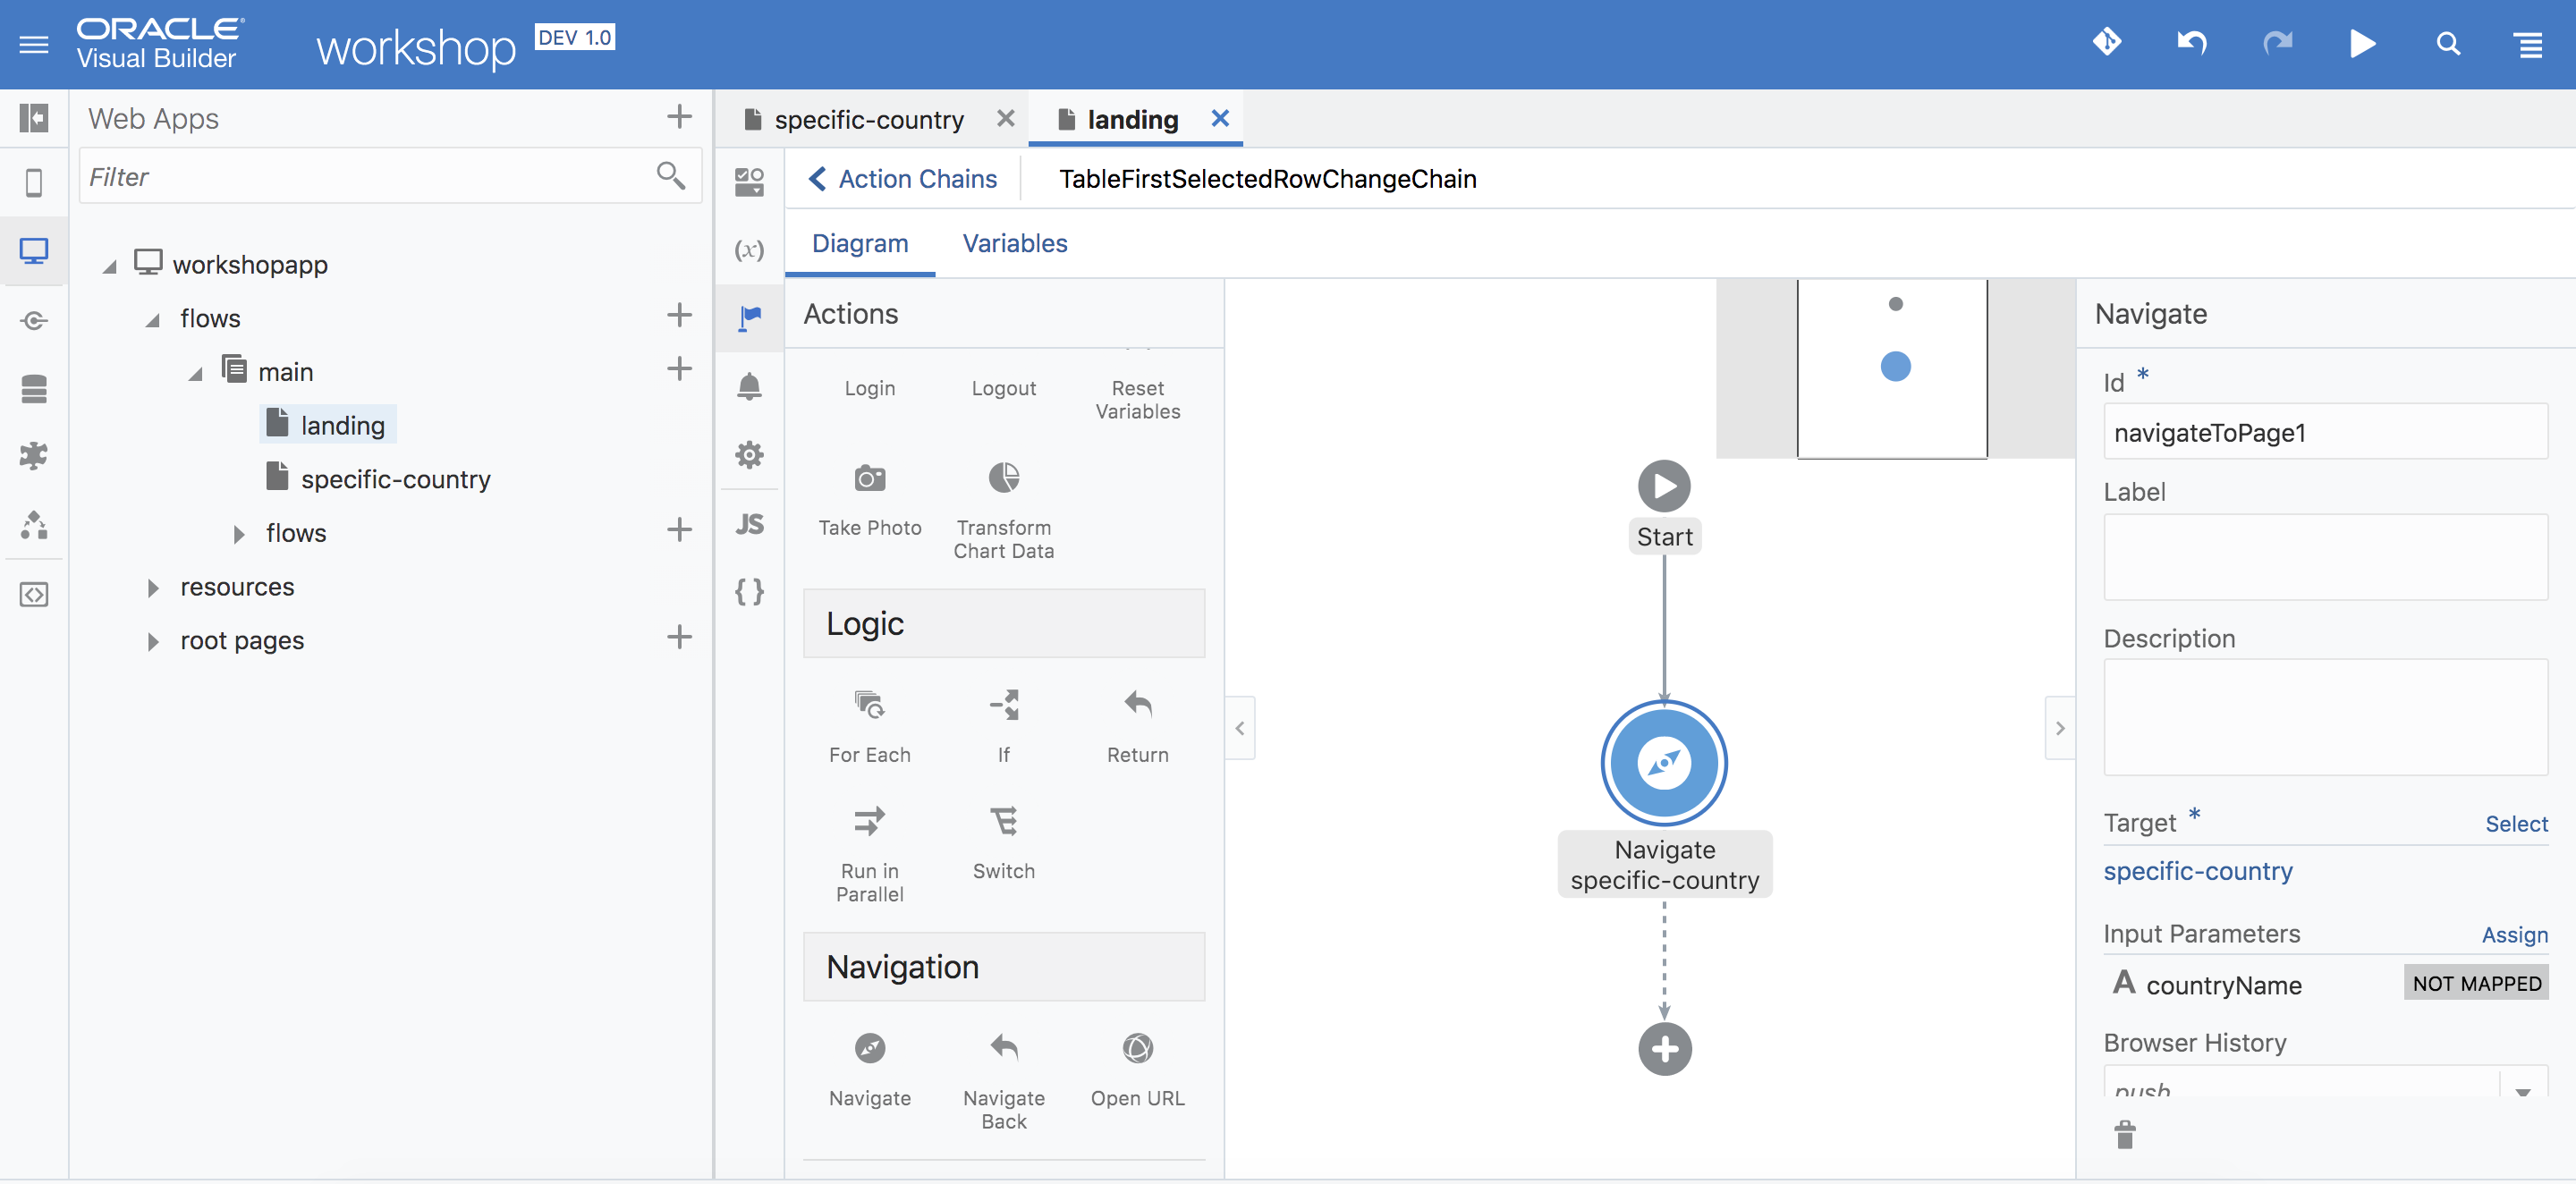 ORACLE
Visual Builder
workshop DEV 1.0
Web Apps
Filter
workshopapp
flows
main
landing
specific-country
flows
resources
root pages
specific-country
landing
Action Chains
TableFirstSelectedRowChangeChain
(x)
JS
{ }
Diagram Variables
Actions
Login Logout Reset
Variables
Take Photo Transform
Chart Data
Logic
For Each If Return
Run in
Parallel
Switch
Navigation
Navigate Navigate
Back
Open URL
Start
Navigate
specific-country
Navigate
Id *
navigateToPage1
Label
Description
Target * Select
specific-country
Input Parameters Assign
A countryName NOT MAPPED
Browser History
push